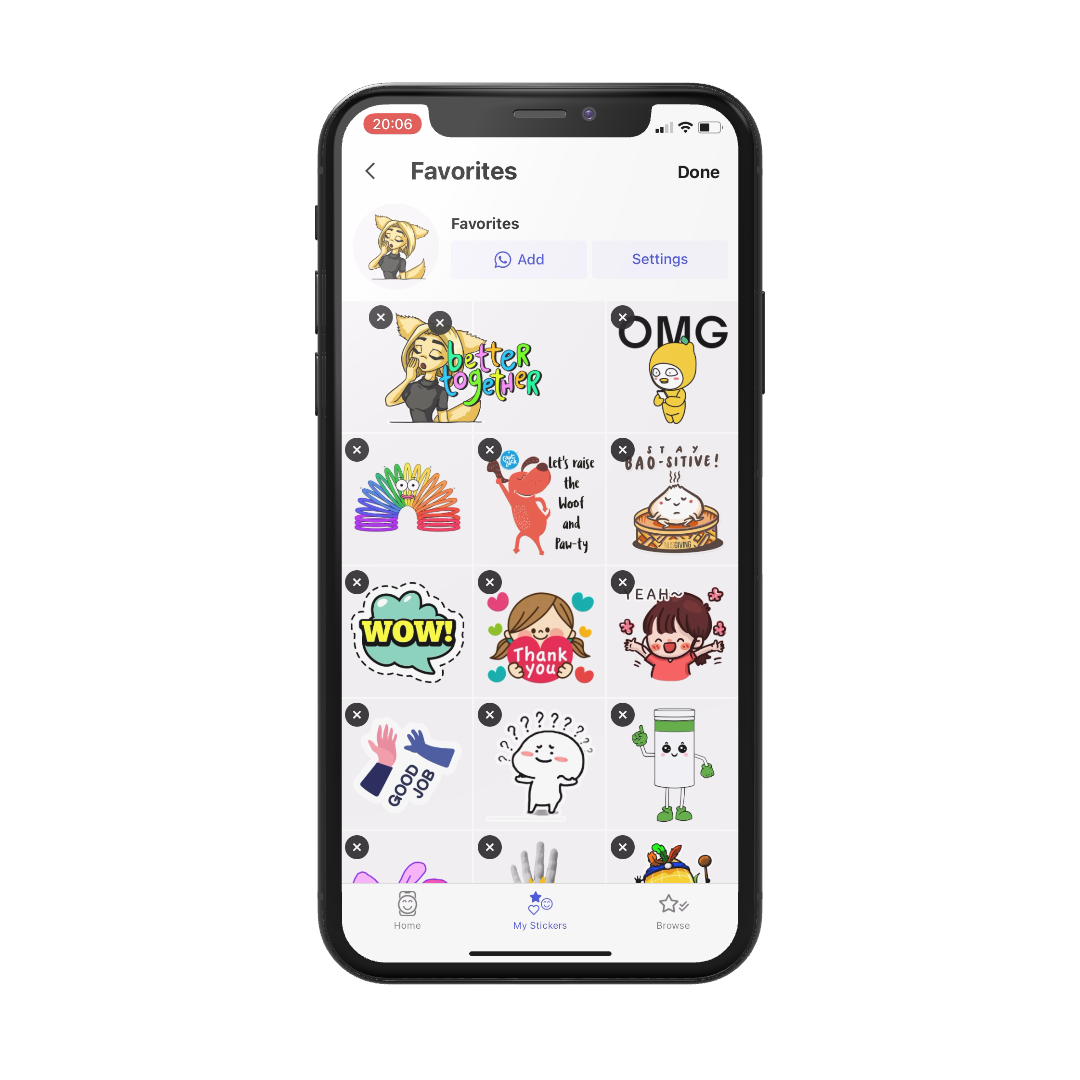 20:06
Favorites
Done
Favorites
Add
Settings
better
together
OMG
Let's raise
the
Woof
and
Paw-ty
STAY
BAO-SITIVE!
WOW!
Thank
you
YEAH~
GOOD
JOB
? ? ? ? ? ? ? ? ? ?
Home
My Stickers
Browse